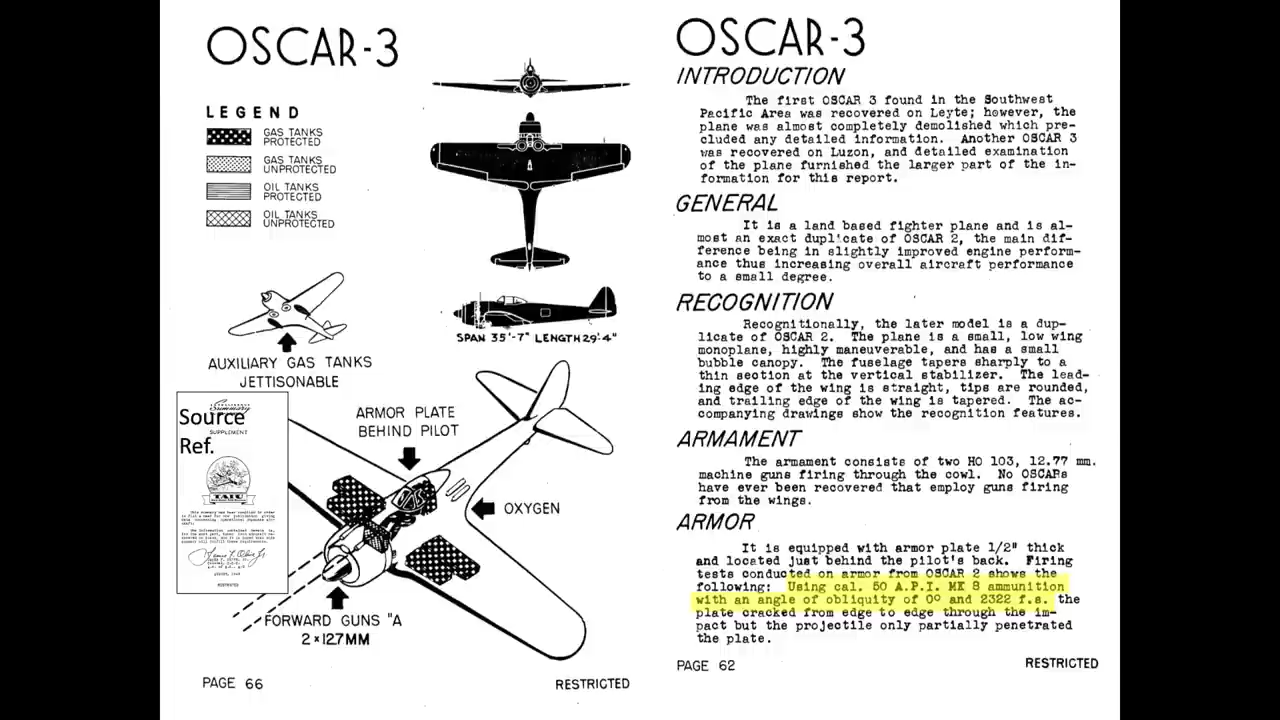 OSCAR-3
LEGEND
GAS TANKS
PROTECTED
GAS TANKS
UNPROTECTED
OIL TANKS
PROTECTED
OIL TANKS
UNPROTECTED
SPAN 35'-7" LENGTH 29'-4"
AUXILIARY GAS TANKS
JETTISONABLE
Summary
Source
SUPPLEMENT
Ref.
TAIU
RESTRICTED
ARMOR PLATE
BEHIND PILOT
OXYGEN
FORWARD GUNS "A
2 x 12.7 MM
PAGE 66
RESTRICTED
OSCAR-3
INTRODUCTION
The first OSCAR 3 found in the Southwest
Pacific Area was recovered on Leyte; however, the
plane was almost completely demolished which pre-
cluded any detailed information. Another OSCAR 3
was recovered on Luzon, and detailed examination
of the plane furnished the larger part of the in-
formation for this report.
GENERAL
It is a land based fighter plane and is al-
most an exact duplicate of OSCAR 2, the main dif-
ference being in slightly improved engine perform-
ance thus increasing overall aircraft performance
to a small degree.
RECOGNITION
Recognitionally, the later model is a dup-
licate of OSCAR 2. The plane is a small, low wing
monoplane, highly maneuverable, and has a small
bubble canopy. The fuselage tapers sharply to a
thin section at the vertical stabilizer. The lead-
ing edge of the wing is straight, tips are rounded,
and trailing edge of the wing is tapered. The ac-
companying drawings show the recognition features.
ARMAMENT
The armament consists of two HO 103, 12.77 mm.
machine guns firing through the cowl. No OSCARs
have ever been recovered that employ guns firing
from the wings.
ARMOR
It is equipped with armor plate 1/2" thick
and located just behind the pilot's back. Firing
tests conducted on armor from OSCAR 2 shows the
following: Using cal. 50 A.P.I. MK 8 ammunition
with an angle of obliquity of 0° and 2322 f.s. the
plate cracked from edge to edge through the im-
pact but the projectile only partially penetrated
the plate.
PAGE 62
RESTRICTED